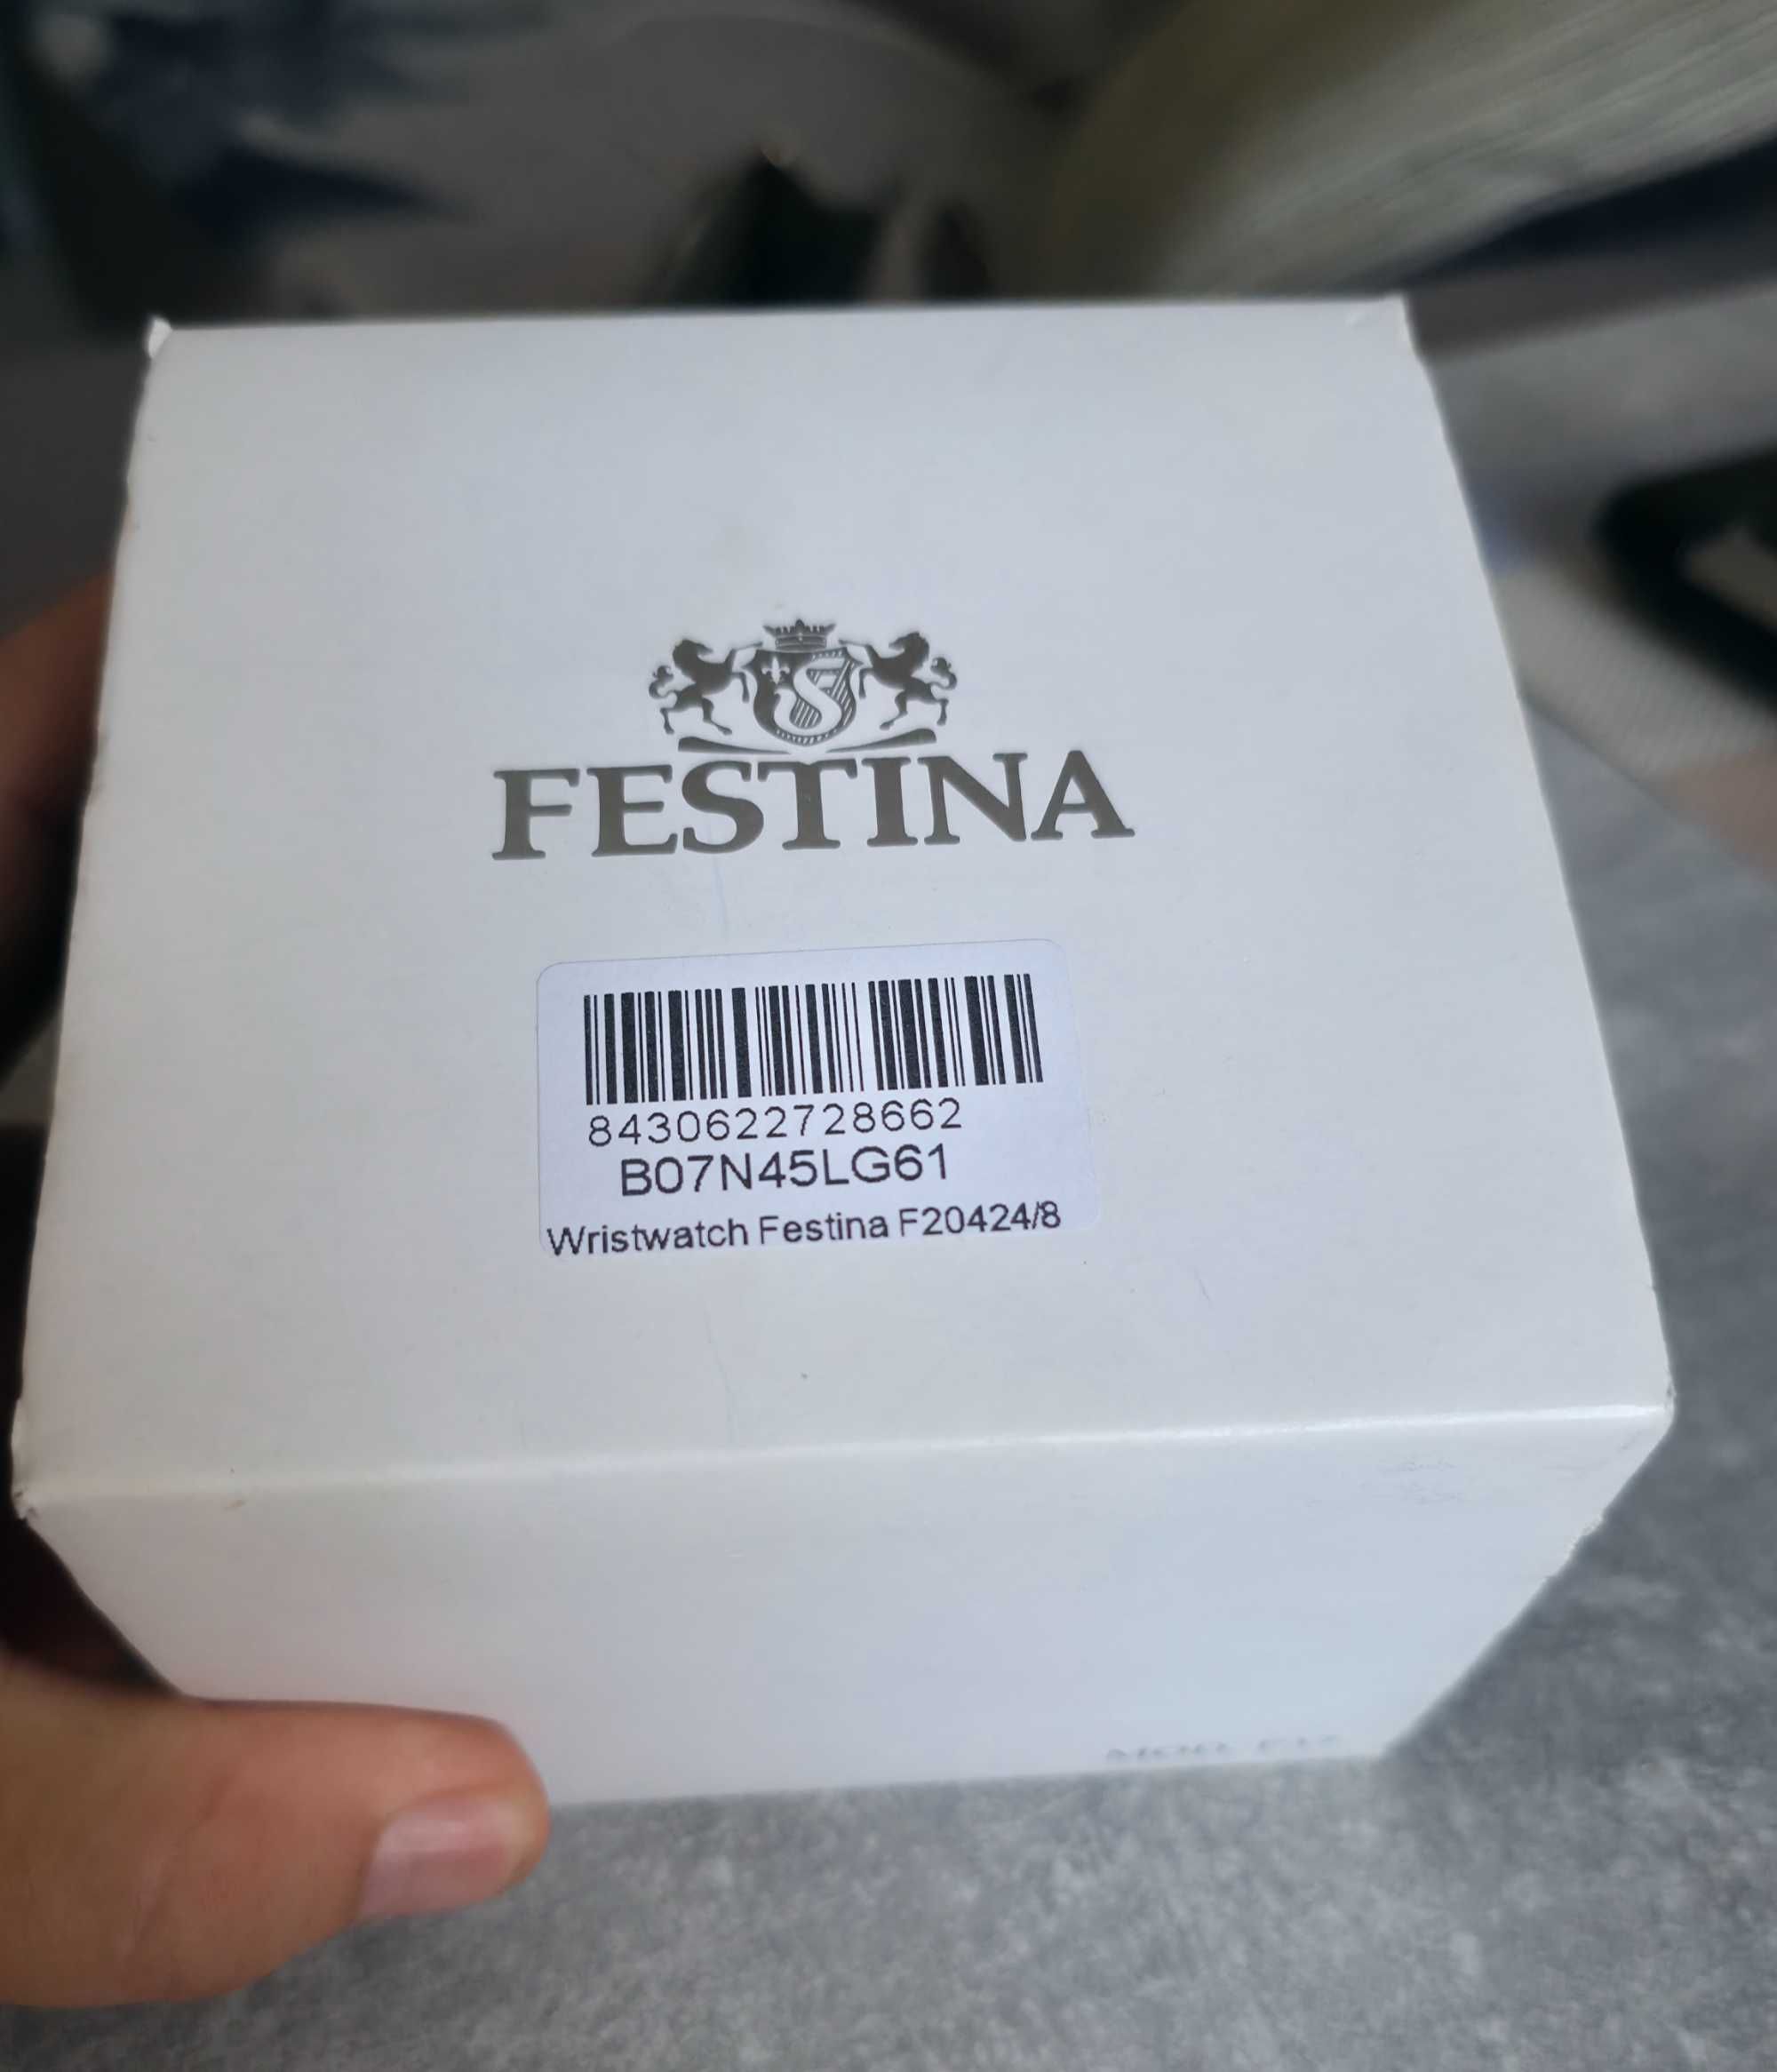 FESTINA
8430622728662
B07N45LG61
Wristwatch Festina F20424/8